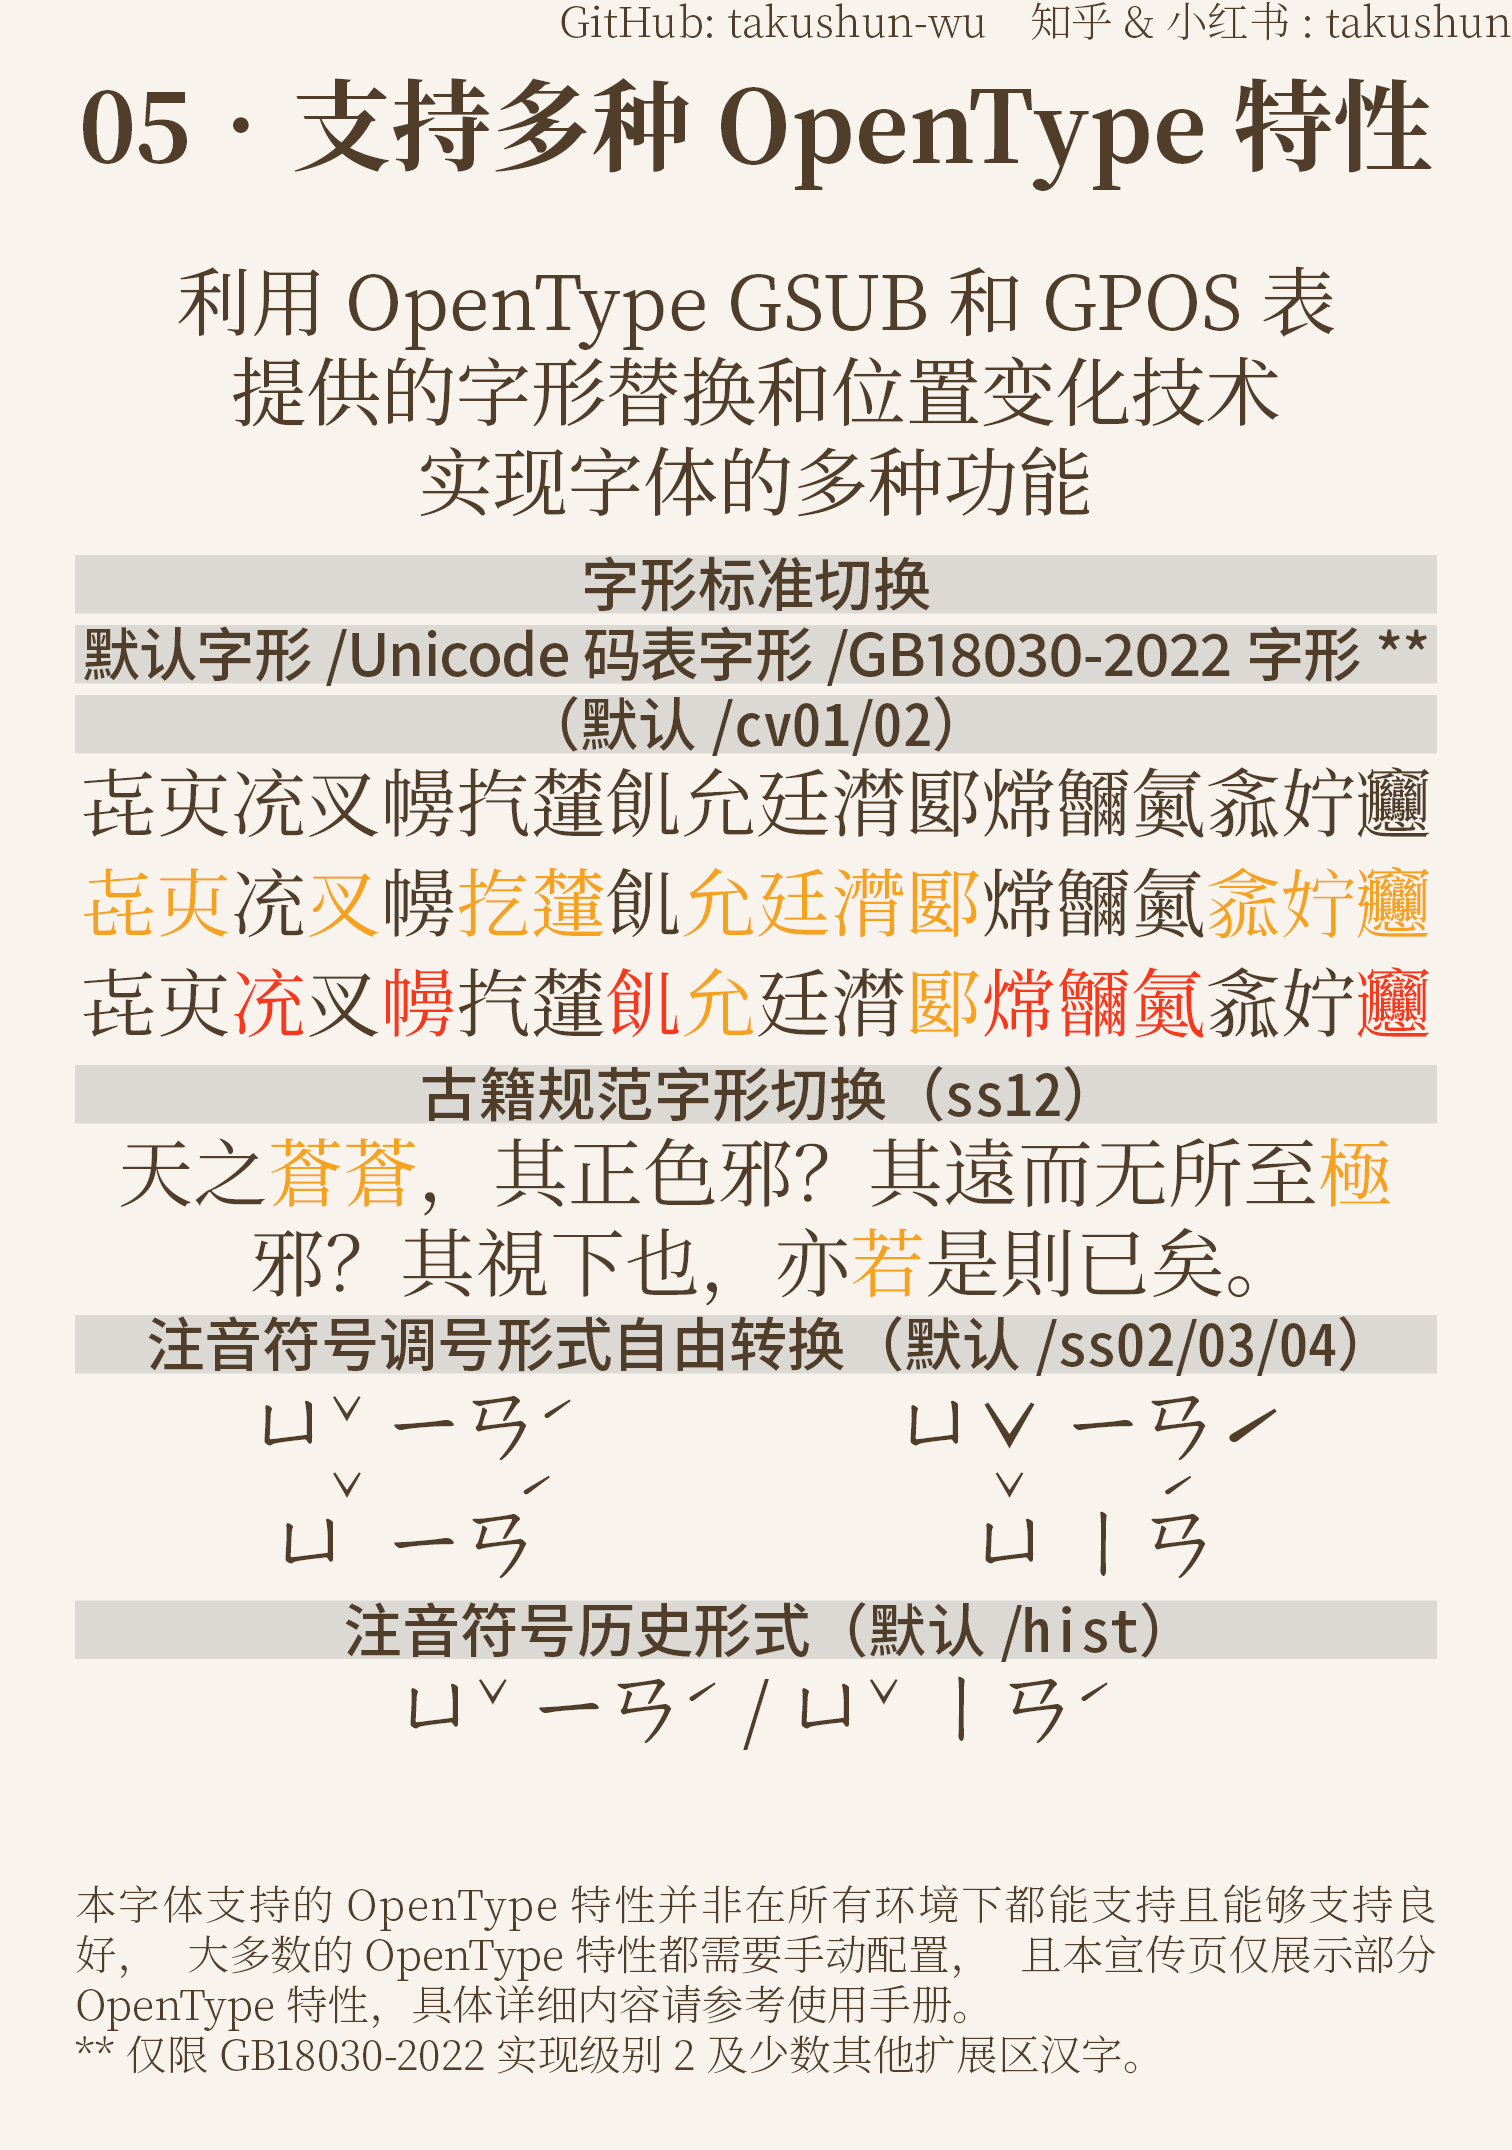 GitHub: takushun-wu 知乎 & 小红书 : takushun
05 · 支持多种 OpenType 特性
利用 OpenType GSUB 和 GPOS 表
提供的字形替换和位置变化技术
实现字体的多种功能
字形标准切换
默认字形 /Unicode 码表字形 /GB18030-2022 字形 **
（默认 /cv01/02）
古籍规范字形切换（ss12）
天之蒼蒼，其正色邪？其遠而无所至極
邪？其視下也，亦若是則已矣。
注音符号调号形式自由转换（默认 /ss02/03/04）
ㄩˇ ㄧㄢˊ ㄩˇ ㄧㄢˊ
ㄩˇ ㄧㄢˊ ㄩˇ ㄧㄢˊ
注音符号历史形式（默认 /hist）
ㄩˇ ㄧㄢˊ / ㄩˇ ㄧㄢˊ
本字体支持的 OpenType 特性并非在所有环境下都能支持且能够支持良
好， 大多数的 OpenType 特性都需要手动配置， 且本宣传页仅展示部分
OpenType 特性，具体详细内容请参考使用手册。
** 仅限 GB18030-2022 实现级别 2 及少数其他扩展区汉字。